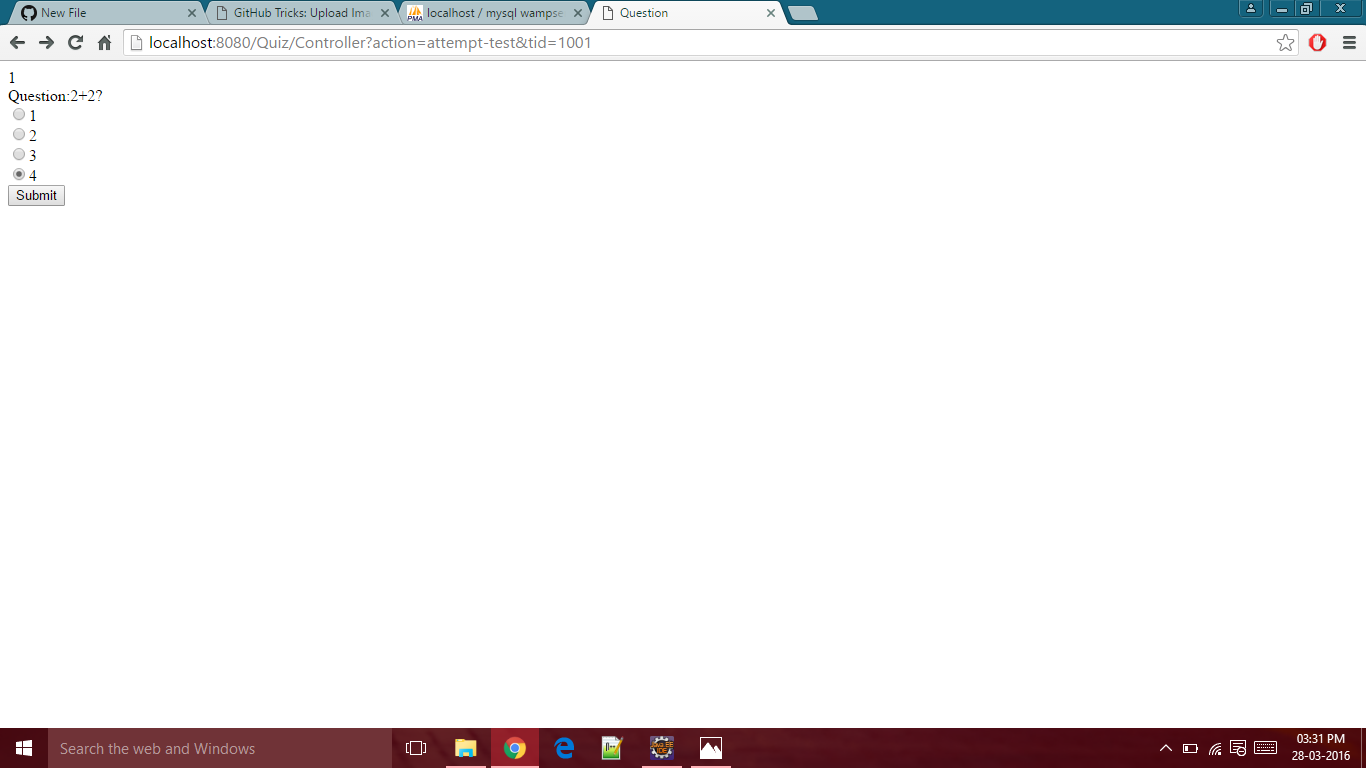 New File
GitHub Tricks: Upload Ima
localhost / mysql wampse
Question
localhost:8080/Quiz/Controller?action=attempt-test&tid=1001
1
Question:2+2?
1
2
3
4
Submit
Search the web and Windows
03:31 PM
28-03-2016